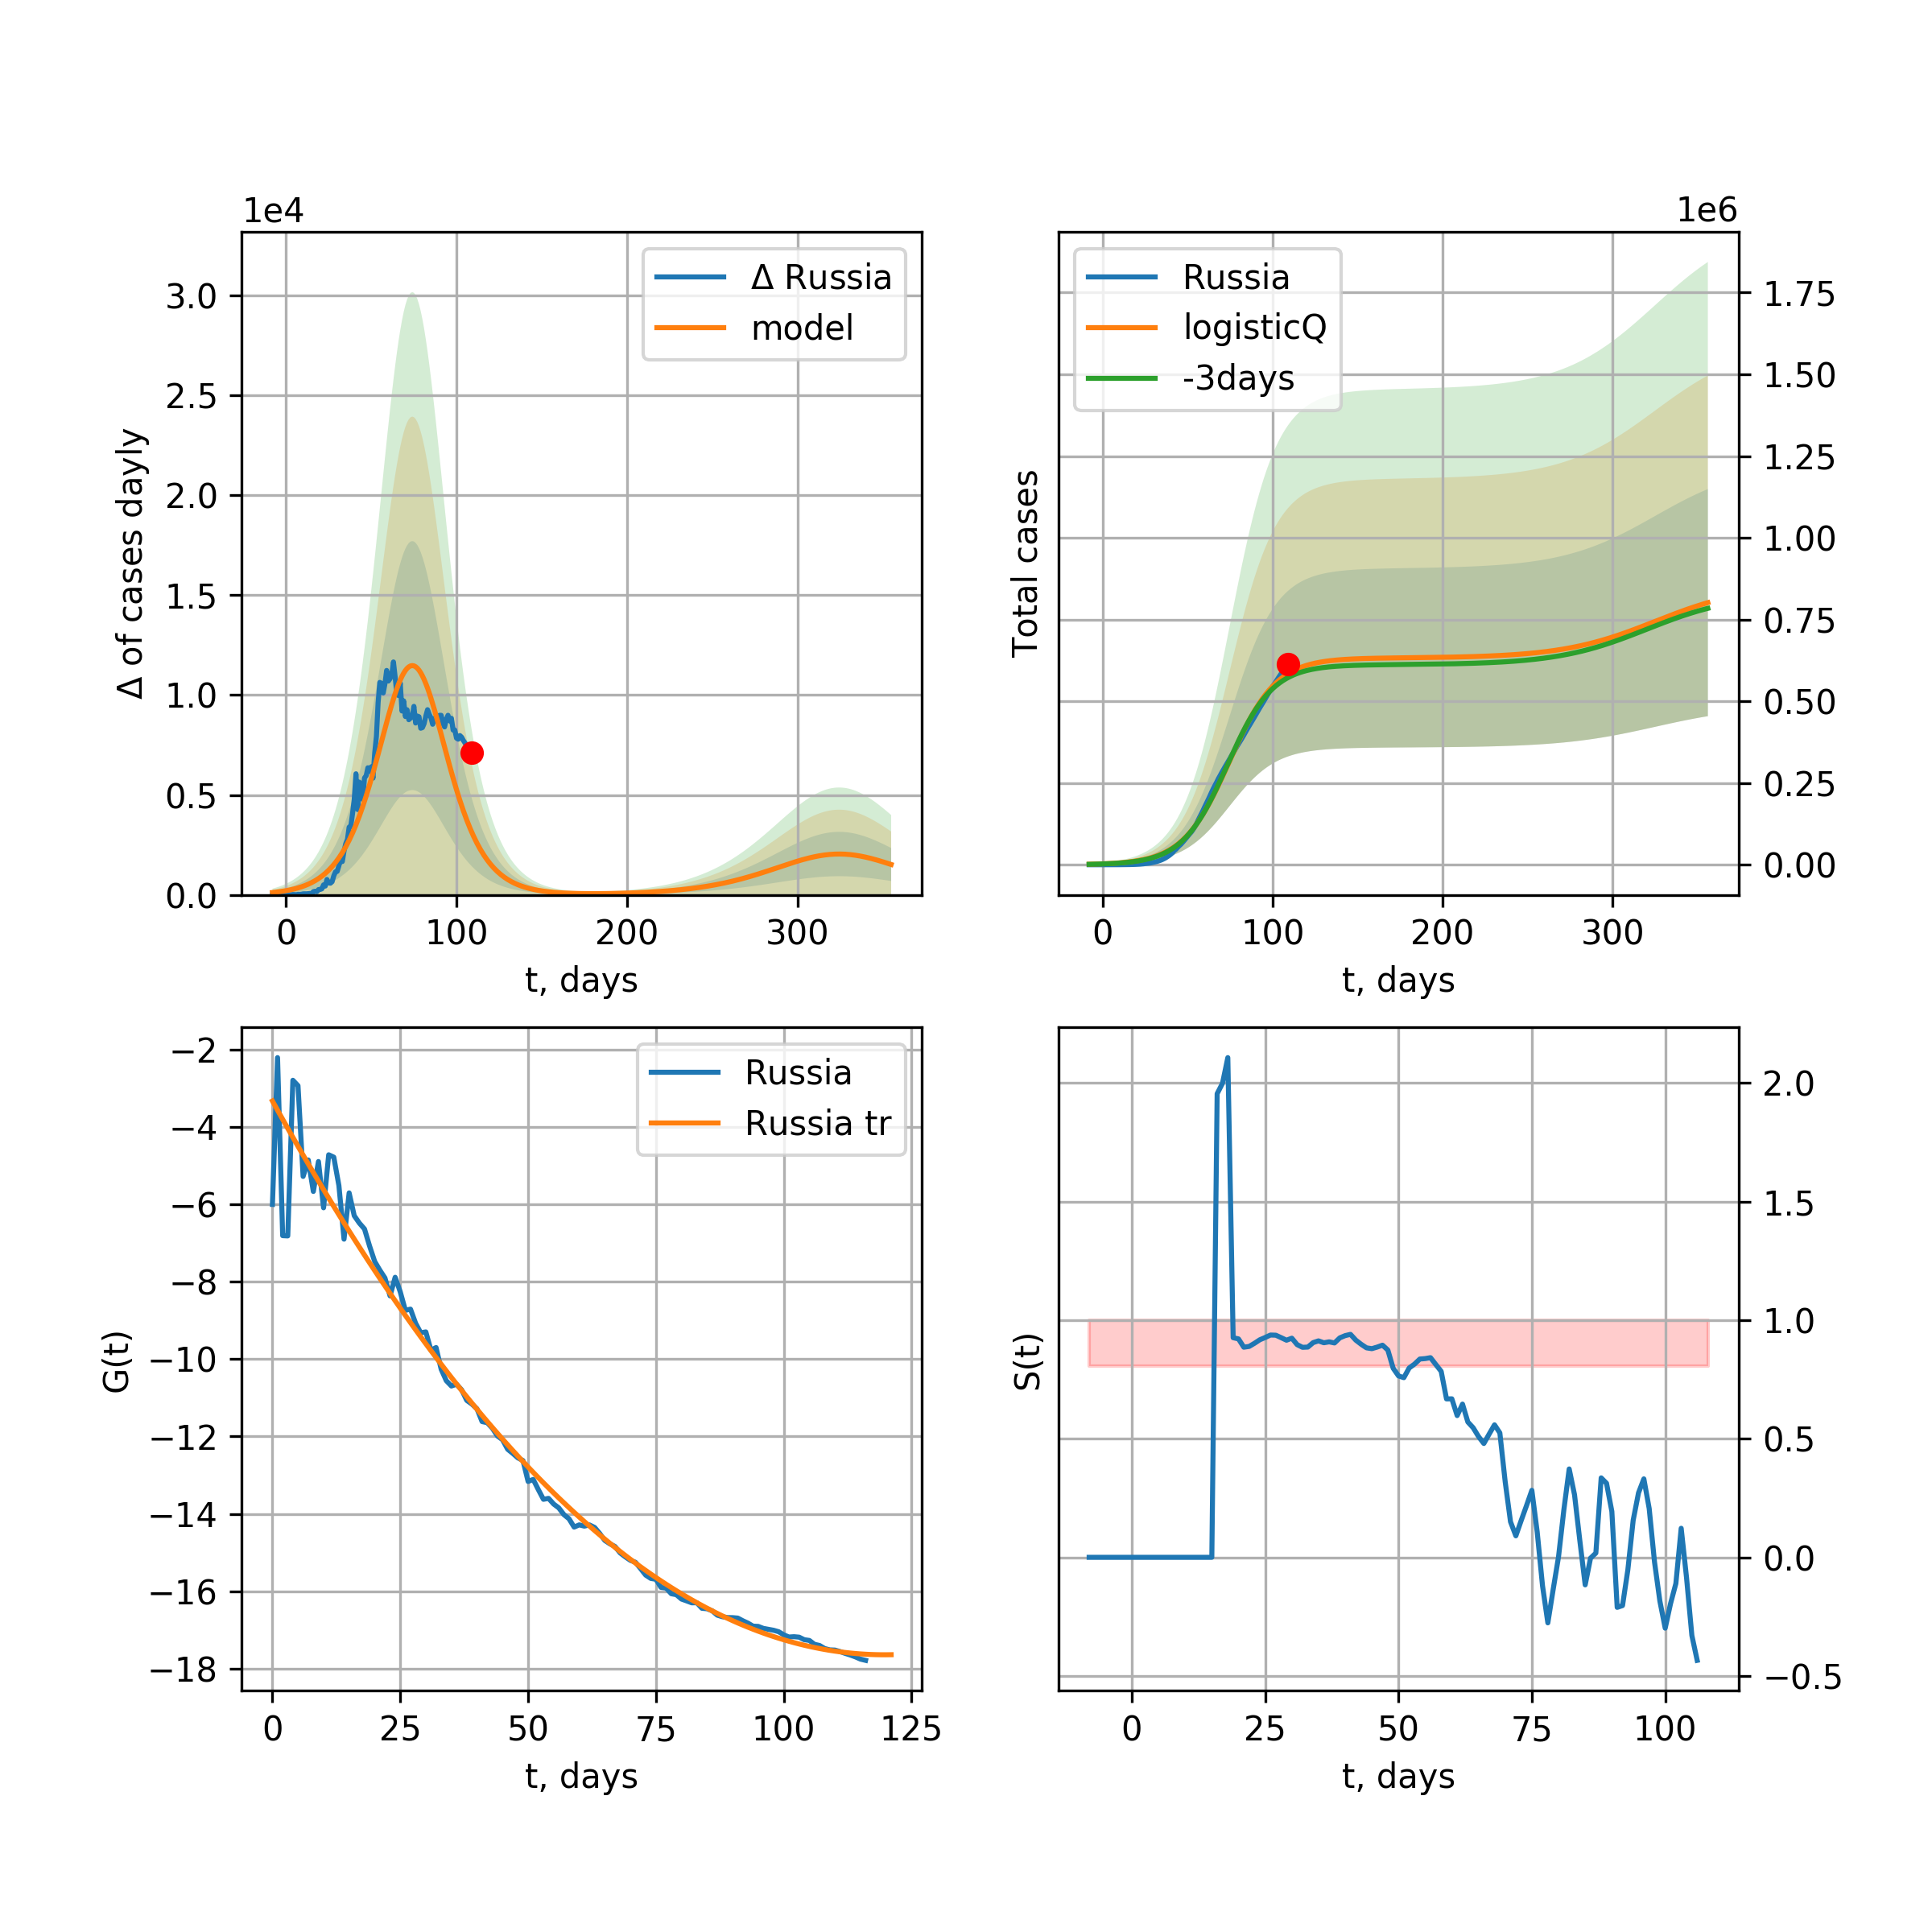 1e4
Δ of cases dayly
3.0
2.5
2.0
1.5
1.0
0.5
0.0
Δ Russia
model
0 100 200 300
t, days
1e6
Total cases
Russia
logisticQ
-3days
1.75
1.50
1.25
1.00
0.75
0.50
0.25
0.00
0 100 200 300
t, days
G(t)
−2
−4
−6
−8
−10
−12
−14
−16
−18
Russia
Russia tr
0 25 50 75 100 125
t, days
S(t)
2.0
1.5
1.0
0.5
0.0
−0.5
0 25 50 75 100
t, days